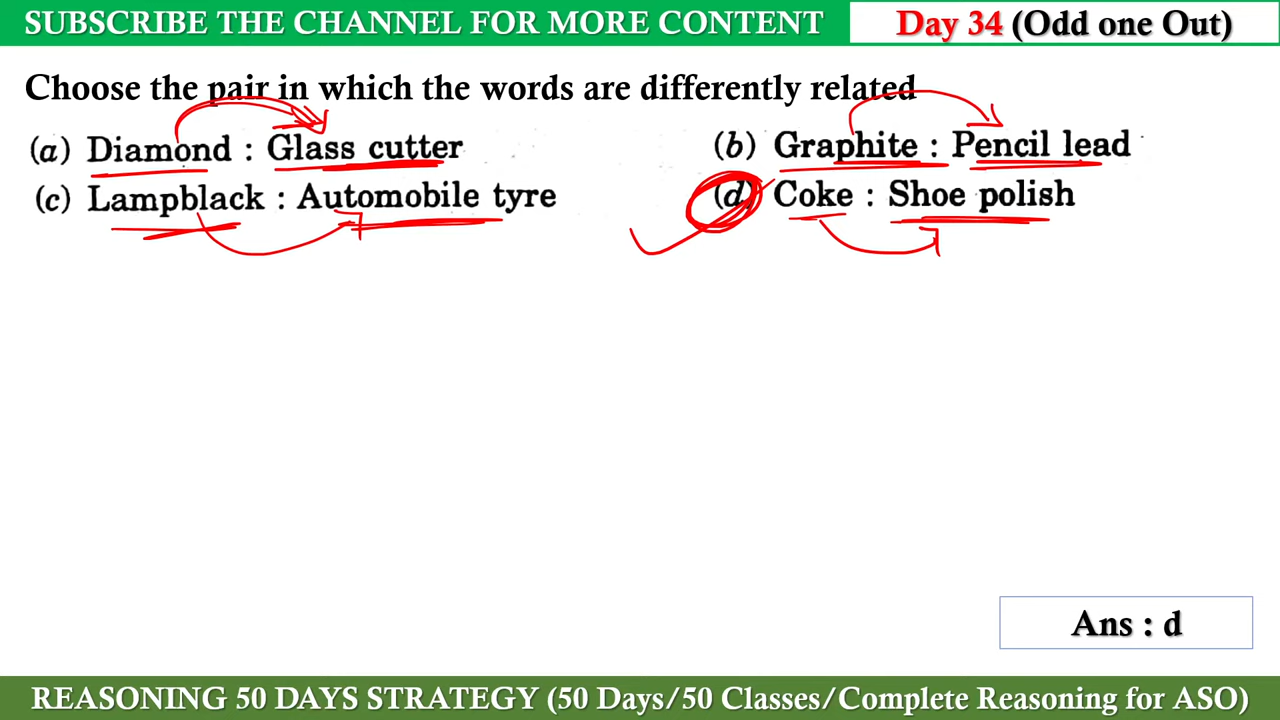 SUBSCRIBE THE CHANNEL FOR MORE CONTENT
Day 34 (Odd one Out)
Choose the pair in which the words are differently related
(a) Diamond : Glass cutter
(b) Graphite : Pencil lead
(c) Lampblack : Automobile tyre
(d) Coke : Shoe polish
Ans : d
REASONING 50 DAYS STRATEGY (50 Days/50 Classes/Complete Reasoning for ASO)